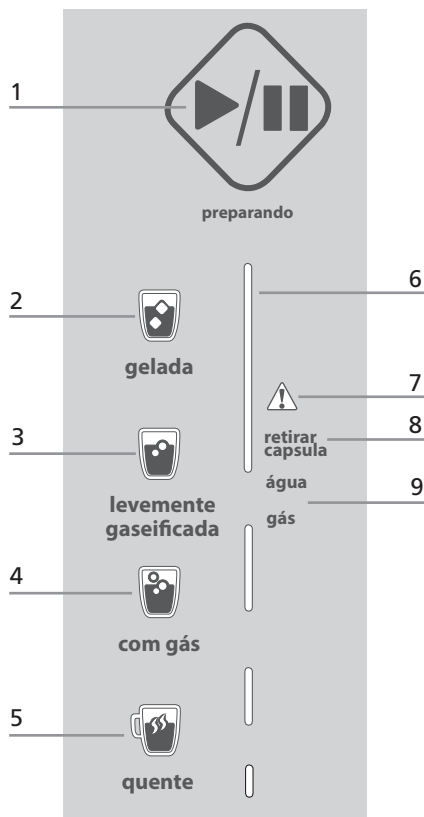 1
preparando
6
2
gelada
7
3
retirar
8
capsula
água
9
levemente
gaseificada
gás
4
com gás
5
quente